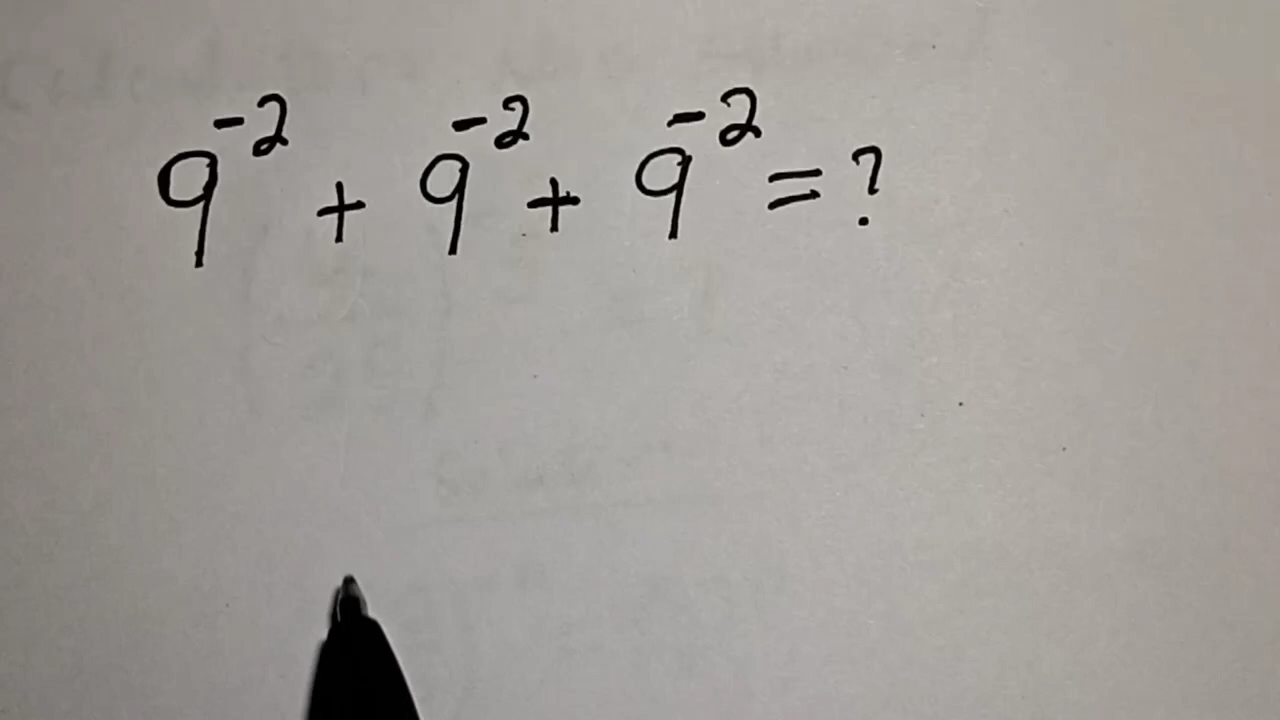 9⁻² + 9⁻² + 9⁻² = ?